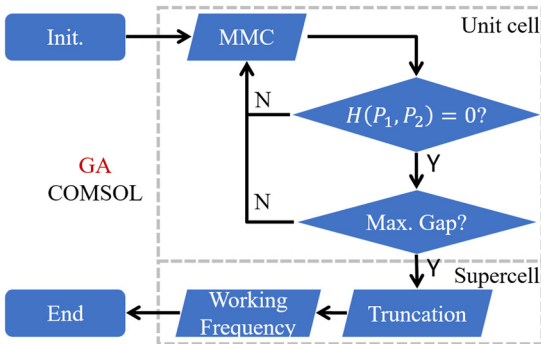 Init.
MMC
Unit cell
N
H(P₁, P₂) = 0?
Y
GA
COMSOL
N
Max. Gap?
Y
Supercell
End
Working
Frequency
Truncation